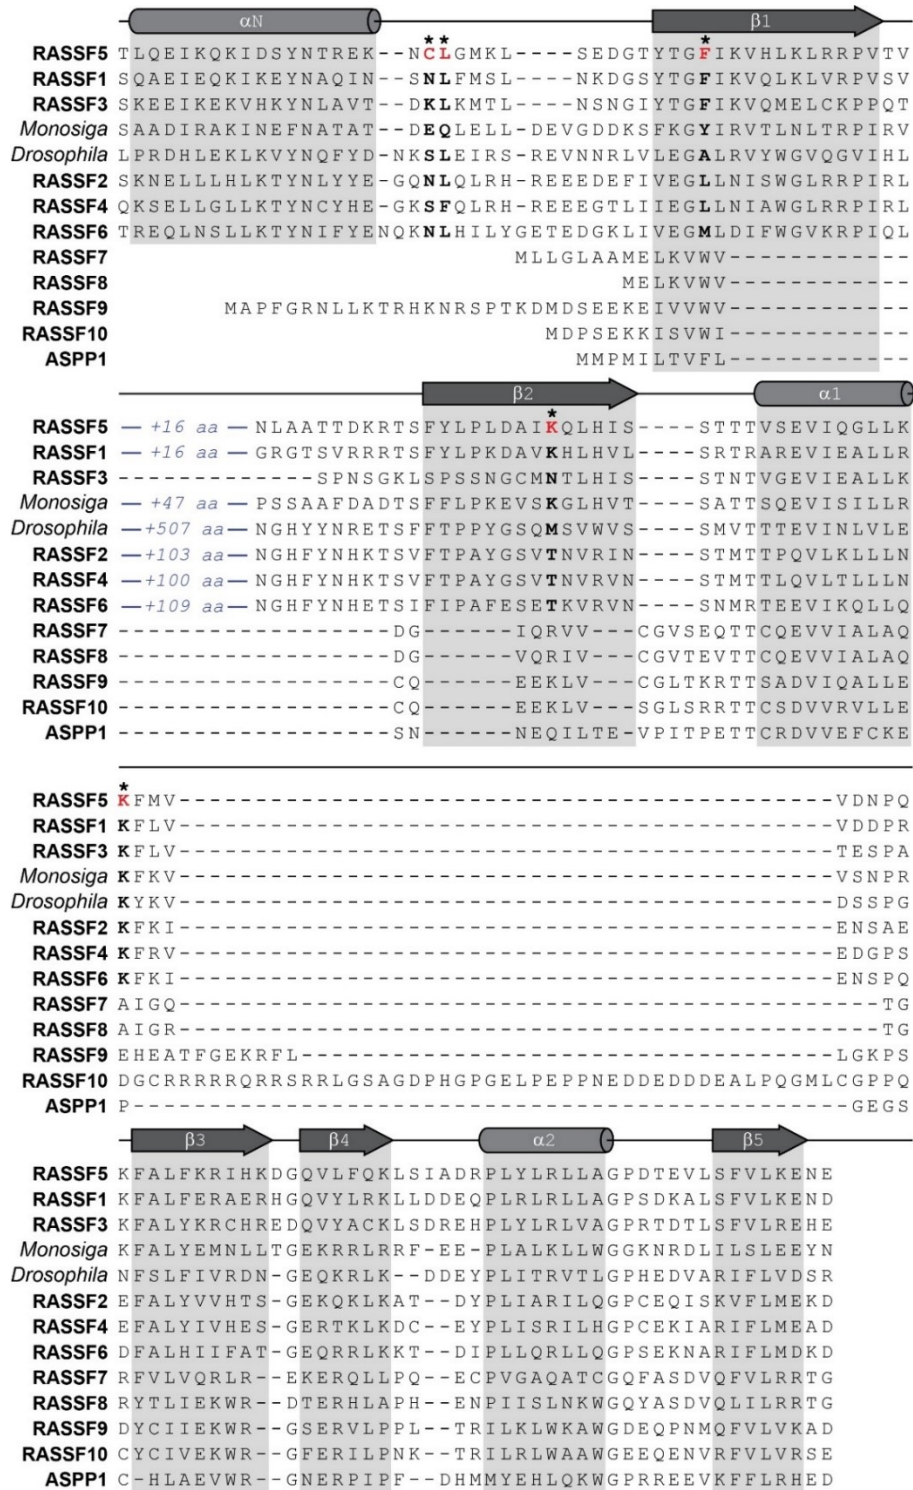 αN β1
* * *
RASSF5 TLQEIKQKIDSYNTREK--NCLGMKL----SEDGTYTGFIKVHLKLRRPVTV
RASSF1 SQAEIEQKIKEYNAQIN--SNLFMSL----NKDGSYTGFIKVQLKLVRPVSV
RASSF3 SKEEIKEKVHKYNLAVT--DKLKMTL----NSNGIYTGFIKVQMELCKPPQT
Monosiga SAADIRAKINEFNATAT--DEQLELL--DEVGDDKSFKGYIRVTLNLTRPIRV
Drosophila LPRDHLEKLKVYNQFYD-NKSLEIRS-REVNNRLVLEGALRVYWGVQGVIHL
RASSF2 SKNELLLHLKTYNLYYE-GQNLQLRH-REEEDEFIVEGLLNISWGLRRPIRL
RASSF4 QKSELLGLLKTYNCYHE-GKSFQLRH-REEEGTLIIEGLLNIAWGLRRPIRL
RASSF6 TREQLNSLLKTYNIFYENQKNLHILYGETEDGKLIVEGMLDIFWGVKRPIQL
RASSF7 MLLGLAAMELKVWV------------
RASSF8 MELKVWV------------
RASSF9 MAPFGRNLLKTRHKNRSPTKDMDSEEKEIVVWV------------
RASSF10 MDPSEKKISVWI------------
ASPP1 MMPMILTVFL------------
β2 α1
*
RASSF5 — +16 aa — NLAATTDKRTSFYLPLDAIKQLHIS----STTTVSEVIQGLLK
RASSF1 — +16 aa — GRGTSVRRRTSFYLPKDAVKHLHVL----SRTRAREVIEALLR
RASSF3 -------------SPNSGKLSPSSNGCMNTLHIS----STNTVGEVIEALLK
Monosiga — +47 aa — PSSAAFDADTSFFLPKEVSKGLHVT----SATTSQEVISILLR
Drosophila —+507 aa— NGHYYNRETSFFTPPYGSQMSVWVS----SMVTTTEVINLVLE
RASSF2 —+103 aa— NGHFYNHKTSVFTPAYGSVTNVRIN----STMTTPQVLKLLLN
RASSF4 —+100 aa— NGHFYNHKTSVFTPAYGSVTNVRVN----STMTTLQVLTLLLN
RASSF6 —+109 aa— NGHFYNHETSIFIPAFESETKVRVN----SNMRTEEVIKQLLQ
RASSF7 ------------------DG------IQRVV---CGVSEQTTCQEVVIALAQ
RASSF8 ------------------DG------VQRIV---CGVTEVTTCQEVVIALAQ
RASSF9 ------------------CQ------EEKLV---CGLTKRTTSADVIQALLE
RASSF10 ------------------CQ------EEKLV---SGLSRRTTCSDVVRVLLE
ASPP1 ------------------SN------NEQILTE-VPITPETTCRDVVEFCKE
*
RASSF5 KFMV-------------------------------------------VDNPQ
RASSF1 KFLV-------------------------------------------VDDPR
RASSF3 KFLV-------------------------------------------TESPA
Monosiga KFKV-------------------------------------------VSNPR
Drosophila KYKV-------------------------------------------DSSPG
RASSF2 KFKI-------------------------------------------ENSAE
RASSF4 KFRV-------------------------------------------EDGPS
RASSF6 KFKI-------------------------------------------ENSPQ
RASSF7 AIGQ--------------------------------------------TG
RASSF8 AIGR--------------------------------------------TG
RASSF9 EHEATFGEKRFL-----------------------------------LGKPS
RASSF10 DGCRRRRRQRRSRRLGSAGDPHGPGELPEPPNEDDEDDDEALPQGMLCGPPQ
ASPP1 P--------------------------------------------GEGS
β3 β4 α2 β5
RASSF5 KFALFKRIHKDGQVLFQKLSIADRPLYLRLLAGPDTEVLSFVLKENE
RASSF1 KFALFERAERHGQVYLRKLLDDEQPLRLRLLAGPSDKALSFVLKEND
RASSF3 KFALYKRCHREDQVYACKLSDREHPLYLRLVAGPRTDTLSFVLREHE
Monosiga KFALYEMNLLTGEKRRLRRF-EE-PLALKLLWGGKNRDLILSLEEYN
Drosophila NFSLFIVRDN-GEQKRLK--DDEYPLITRVTLGPHEDVARIFLVDSR
RASSF2 EFALYVVHTS-GEKQKLKAT--DYPLIARILQGPCEQISKVFLMEKD
RASSF4 EFALYIVHES-GERTKLKDC--EYPLISRILHGPCEKIARIFLMEAD
RASSF6 DFALHIIFAT-GEQRRLKKT--DIPLLQRLLQGPSEKNARIFLMDKD
RASSF7 RFVLVQRLR--EKERQLLPQ--ECPVGAQATCGQFASDVQFVLRRTG
RASSF8 RYTLIEKWR--DTERHLAPH--ENPIISLNKWGQYASDVQLILRRTG
RASSF9 DYCIIEKWR--GSERVLPPL--TRILKLWKAWGDEQPNMQFVLVKAD
RASSF10 CYCIVEKWR--GFERILPNK--TRILRLWAAWGEEQENVRFVLVRSE
ASPP1 C-HLAEVWR--GNERPIPF--DHMMYEHLQKWGPRREEVKFFLRHED